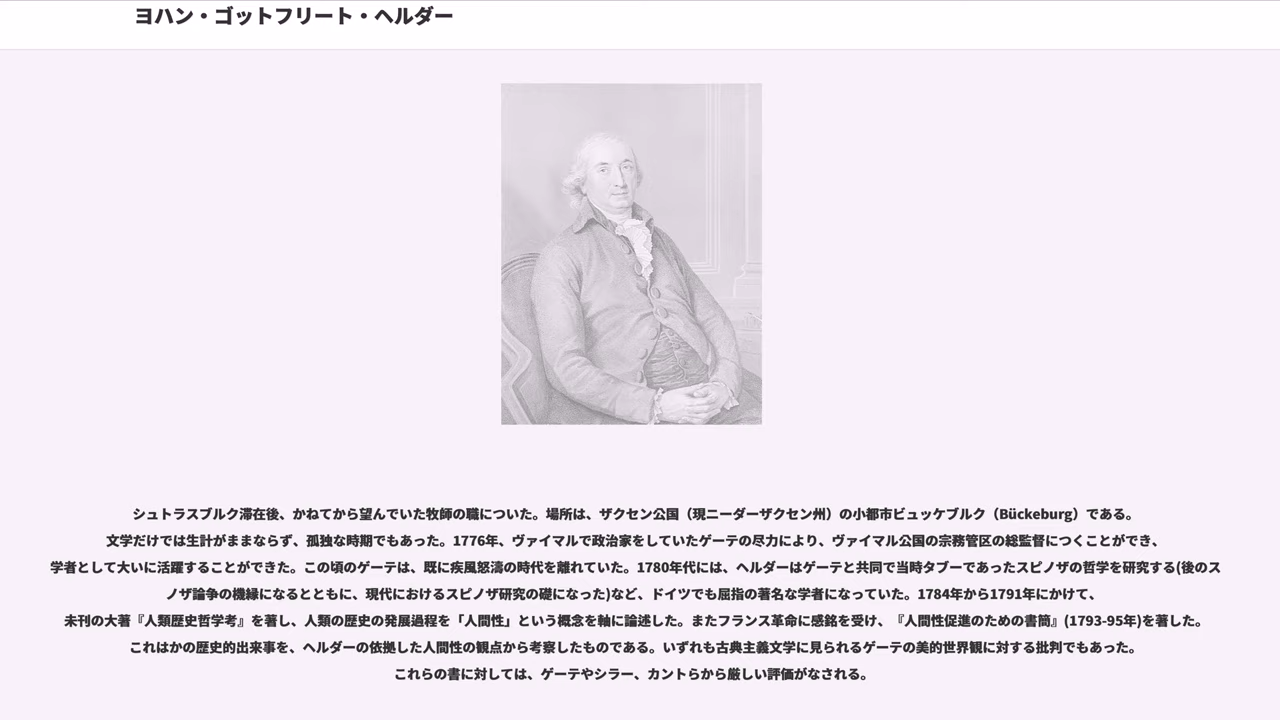 ヨハン・ゴットフリート・ヘルダー
シュトラスブルク滞在後、かねてから望んでいた牧師の職についた。場所は、ザクセン公国（現ニーダーザクセン州）の小都市ビュッケブルク（Bückeburg）である。
文学だけでは生計がままならず、孤独な時期でもあった。1776年、ヴァイマルで政治家をしていたゲーテの尽力により、ヴァイマル公国の宗務管区の総監督につくことができ、
学者として大いに活躍することができた。この頃のゲーテは、既に疾風怒濤の時代を離れていた。1780年代には、ヘルダーはゲーテと共同で当時タブーであったスピノザの哲学を研究する(後のス
ノザ論争の機縁になるとともに、現代におけるスピノザ研究の礎になった)など、ドイツでも屈指の著名な学者になっていた。1784年から1791年にかけて、
未刊の大著『人類歴史哲学考』を著し、人類の歴史の発展過程を「人間性」という概念を軸に論述した。またフランス革命に感銘を受け、『人間性促進のための書簡』(1793-95年)を著した。
これはかの歴史的出来事を、ヘルダーの依拠した人間性の観点から考察したものである。いずれも古典主義文学に見られるゲーテの美的世界観に対する批判でもあった。
これらの書に対しては、ゲーテやシラー、カントらから厳しい評価がなされる。